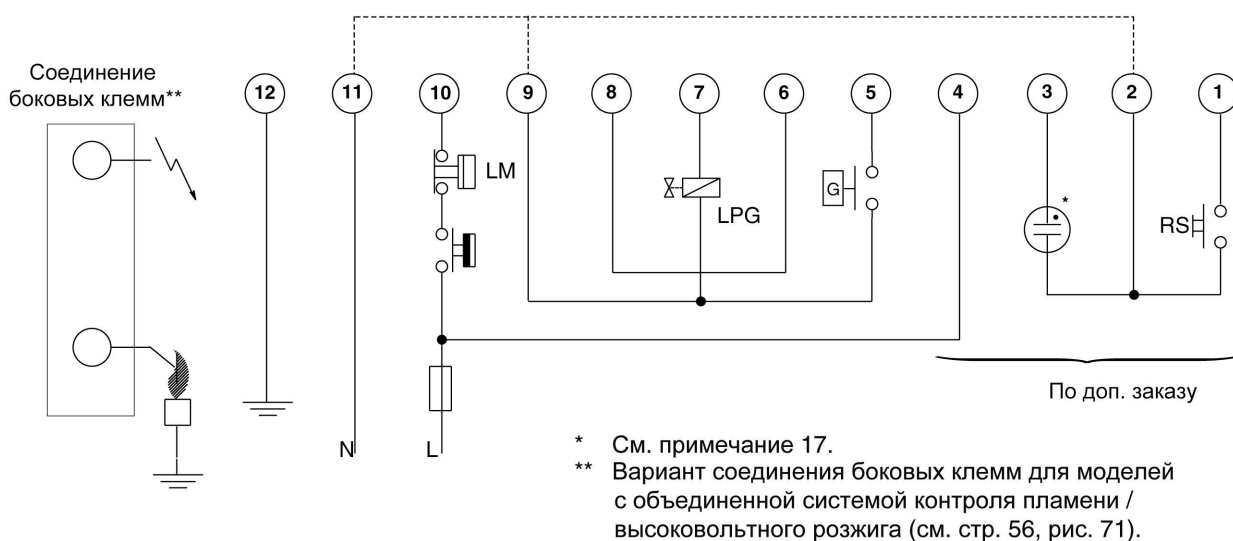 Соединение
боковых клемм**
12 11 10 9 8 7 6 5 4 3 2 1
LM
LPG
G
*
RS
N
L
По доп. заказу
* См. примечание 17.
** Вариант соединения боковых клемм для моделей
с объединенной системой контроля пламени /
высоковольтного розжига (см. стр. 56, рис. 71).